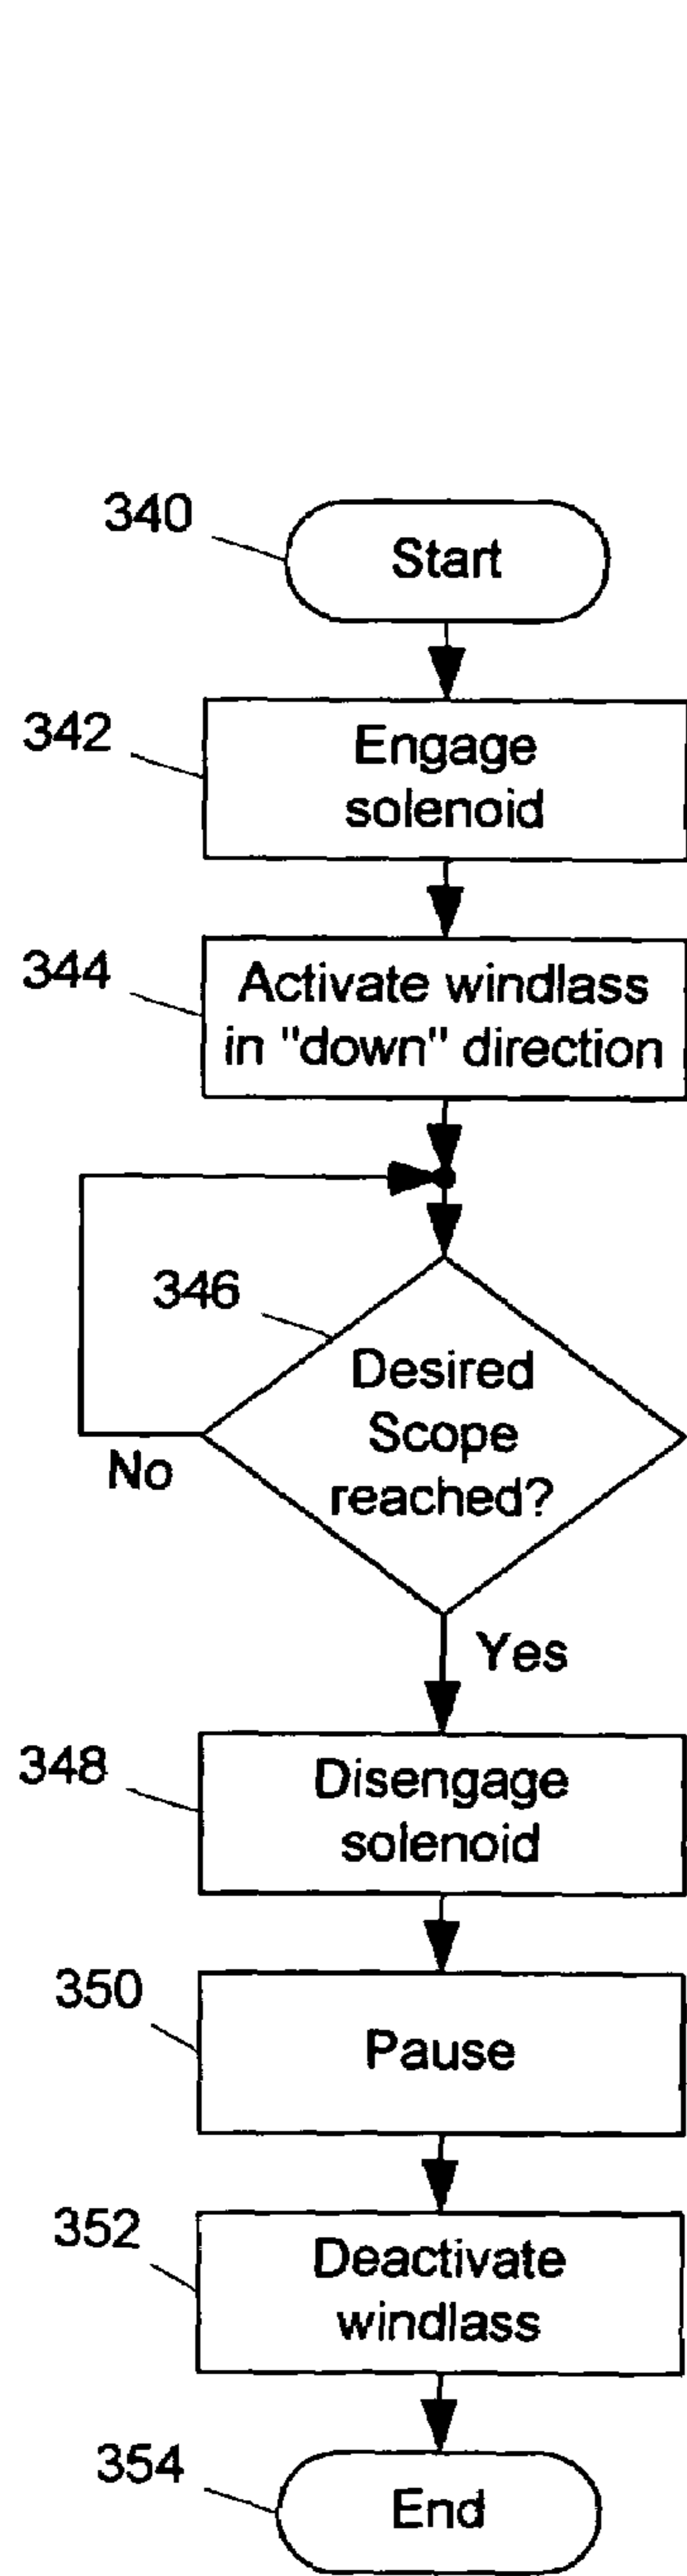 340
Start
342
Engage
solenoid
344
Activate windlass
in "down" direction
346
Desired
Scope
reached?
No
Yes
348
Disengage
solenoid
350
Pause
352
Deactivate
windlass
354
End